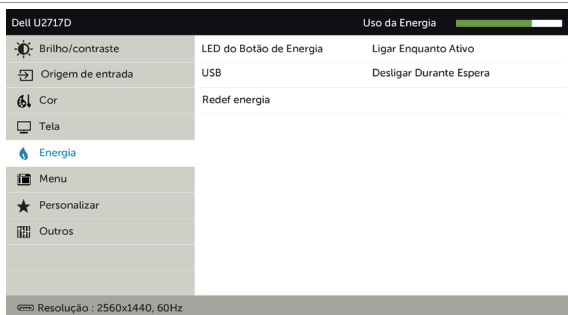 Dell U2717D Uso da Energia
Brilho/contraste LED do Botão de Energia Ligar Enquanto Ativo
Origem de entrada USB Desligar Durante Espera
Cor Redef energia
Tela
Energia
Menu
Personalizar
Outros
Resolução : 2560x1440, 60Hz